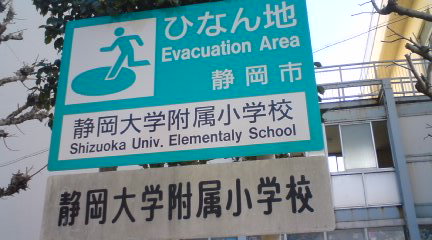 ひなん地
Evacuation Area
静岡市
静岡大学附属小学校
Shizuoka Univ. Elementaly School
静岡大学附属小学校